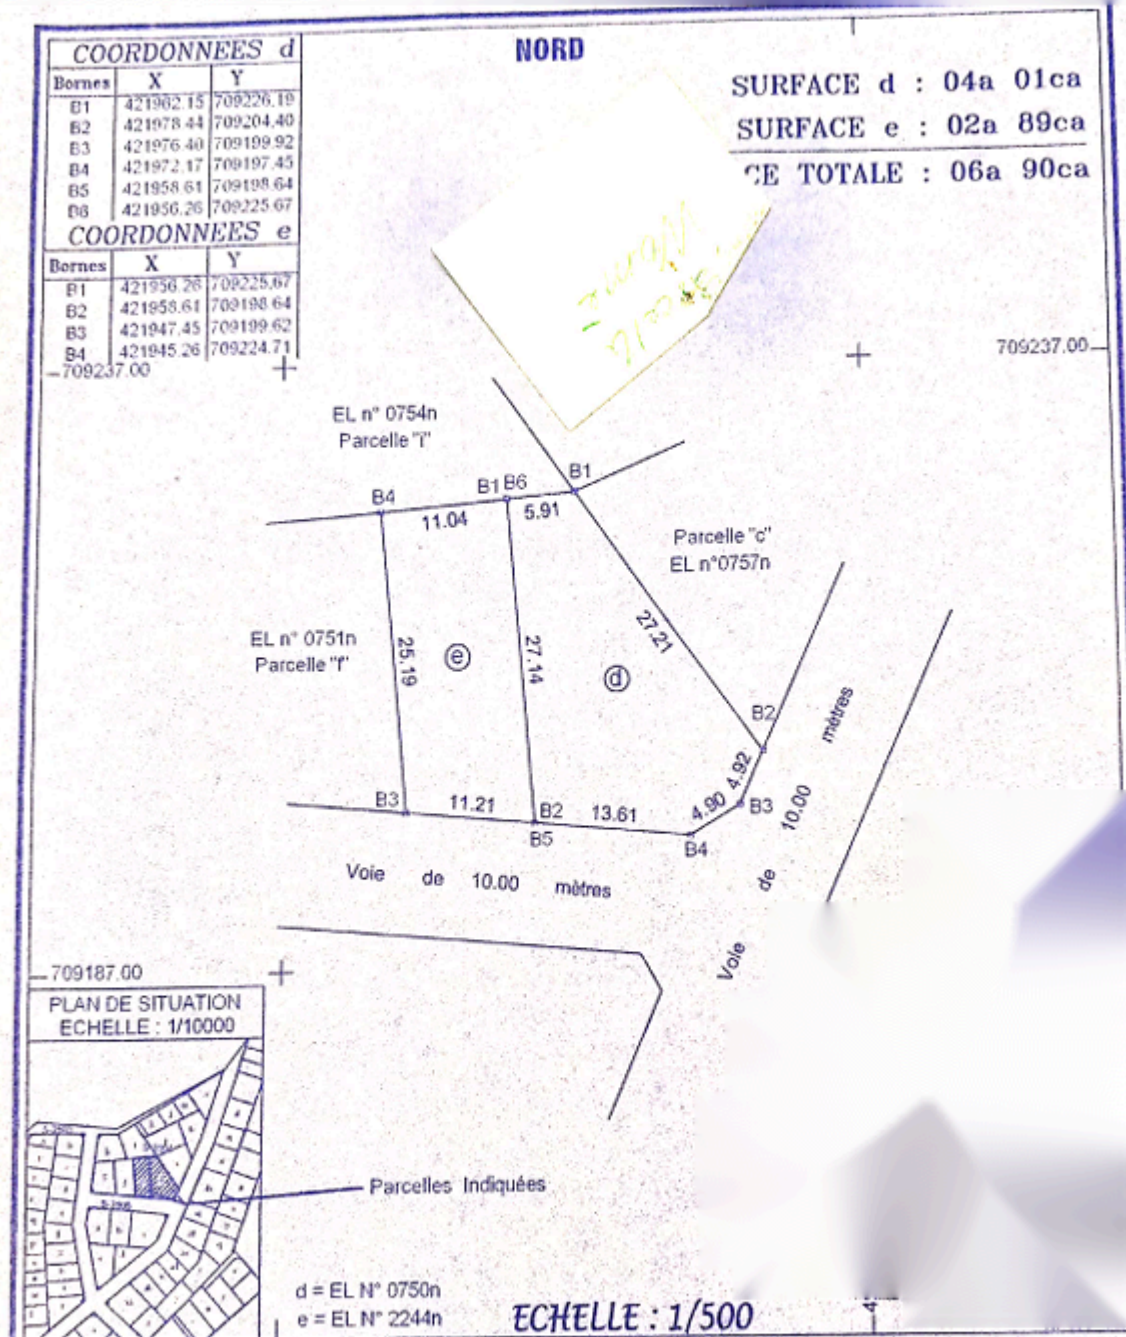 COORDONNEES d
Bornes X Y
B1 421962.15 709226.19
B2 421978.44 709204.40
B3 421976.40 709199.92
B4 421972.17 709197.45
B5 421958.61 709198.64
B6 421956.26 709225.67
COORDONNEES e
Bornes X Y
B1 421956.26 709225.67
B2 421958.61 709198.64
B3 421947.45 709199.62
B4 421945.26 709224.71
NORD
SURFACE d : 04a 01ca
SURFACE e : 02a 89ca
CE TOTALE : 06a 90ca
709237.00
709237.00
EL n° 0754n
Parcelle "i"
B4
B1 B6
B1
11.04
5.91
Parcelle "c"
EL n°0757n
EL n° 0751n
Parcelle "f"
25.19
e
27.14
d
27.21
B2
mètres
4.92
B3
4.90
10.00
B3
11.21
B2
13.61
B5
B4
Voie de 10.00 mètres
de
Voie
709187.00
PLAN DE SITUATION
ECHELLE : 1/10000
Parcelles Indiquées
d = EL N° 0750n
e = EL N° 2244n
ECHELLE : 1/500